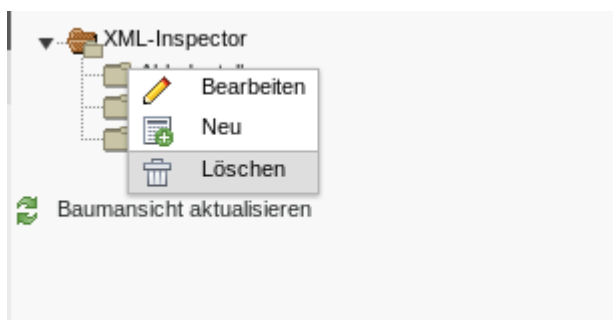 XML-Inspector
Bearbeiten
Neu
Löschen
Baumansicht aktualisieren